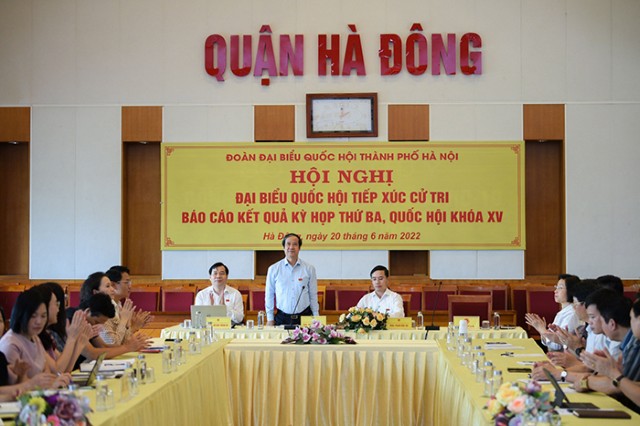 QUẬN HÀ ĐÔNG
ĐOÀN ĐẠI BIỂU QUỐC HỘI THÀNH PHỐ HÀ NỘI
HỘI NGHỊ
ĐẠI BIỂU QUỐC HỘI TIẾP XÚC CỬ TRI
BÁO CÁO KẾT QUẢ KỲ HỌP THỨ BA, QUỐC HỘI KHÓA XV
Hà Đông, ngày 20 tháng 6 năm 2022